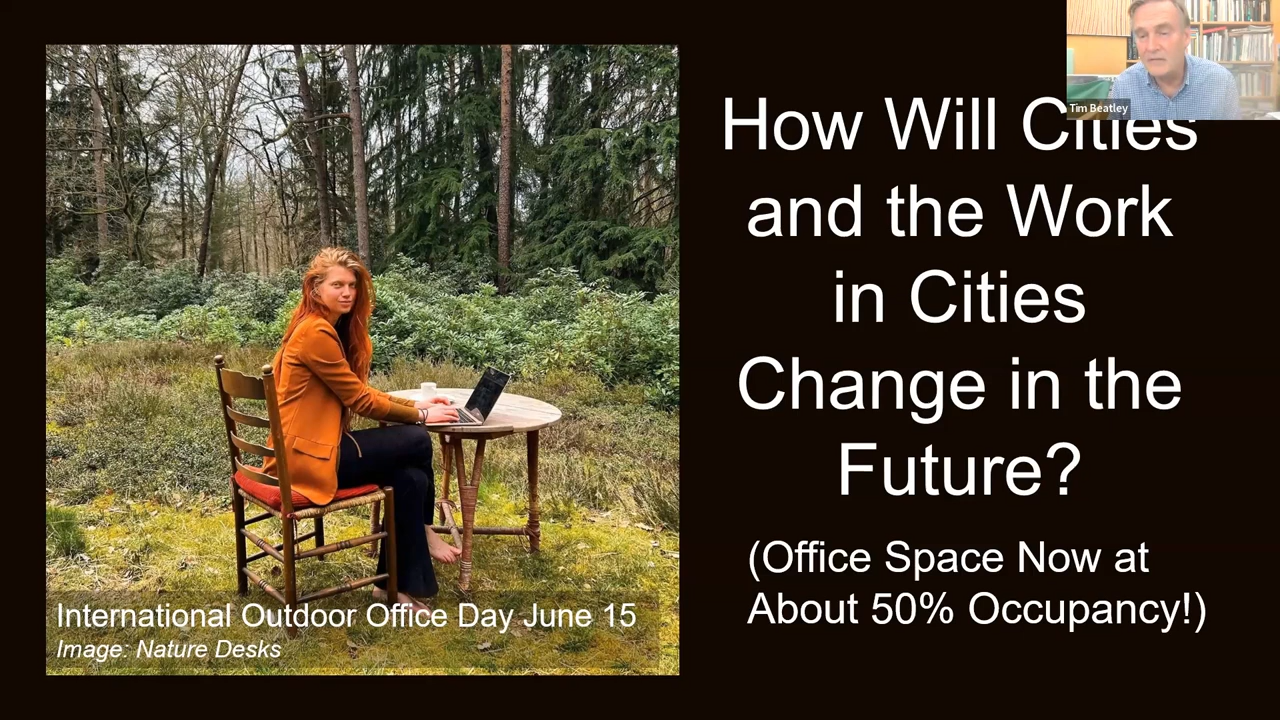 Tim Beatley
How Will Cities
and the Work
in Cities
Change in the
Future?
(Office Space Now at
About 50% Occupancy!)
International Outdoor Office Day June 15
Image: Nature Desks